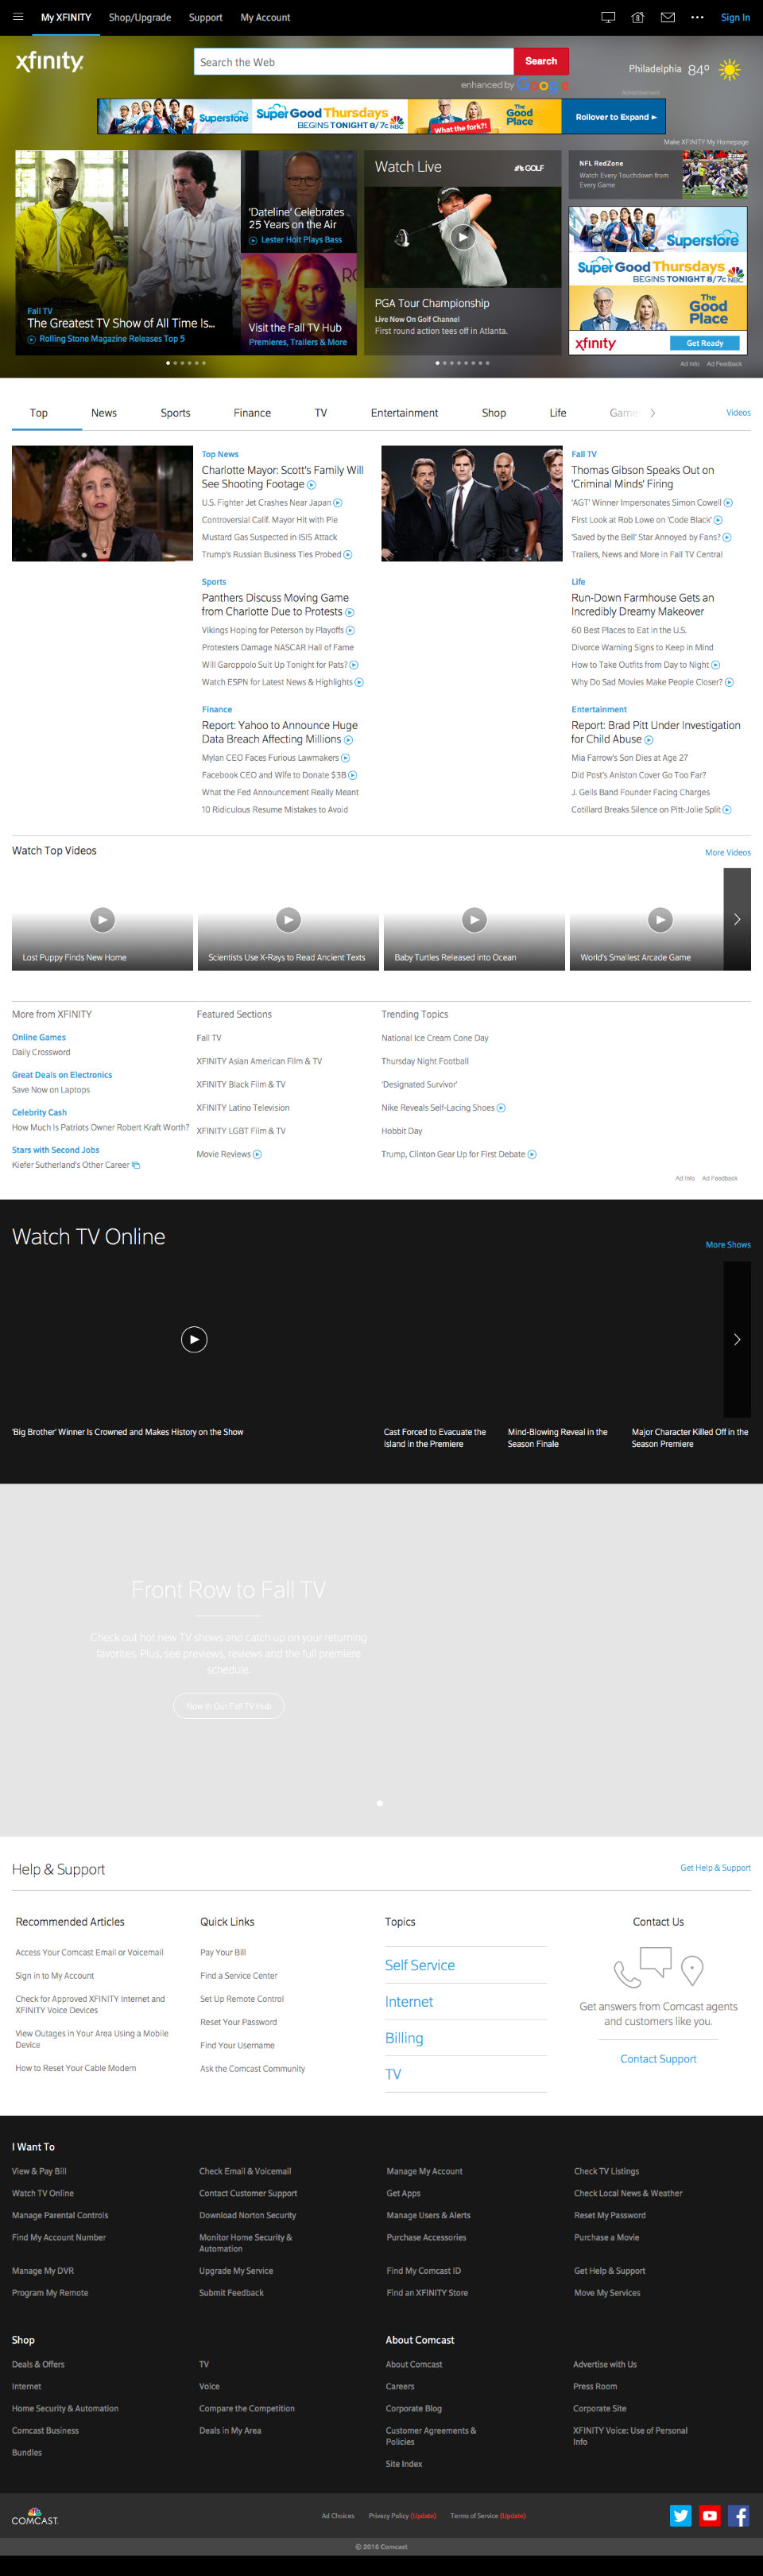 My XFINITY
Shop/Upgrade
Support
My Account
Sign In
xfinity
Search the Web
Search
enhanced by Google
Philadelphia 84°
Advertisement
Superstore
Super Good Thursdays
BEGINS TONIGHT 8/7c NBC
What the fork?!
The Good Place
Rollover to Expand
Make XFINITY My Homepage
Fall TV
The Greatest TV Show of All Time Is...
Rolling Stone Magazine Releases Top 5
'Dateline' Celebrates
25 Years on the Air
Lester Holt Plays Bass
Visit the Fall TV Hub
Premieres, Trailers & More
Watch Live
GOLF
PGA Tour Championship
Live Now On Golf Channel
First round action tees off in Atlanta.
NFL RedZone
Watch Every Touchdown from
Every Game
Superstore
Super Good Thursdays
BEGINS TONIGHT 8/7c NBC
The Good Place
xfinity
Get Ready
Ad Info
Ad Feedback
Top
News
Sports
Finance
TV
Entertainment
Shop
Life
Game
Videos
Top News
Charlotte Mayor: Scott's Family Will
See Shooting Footage
U.S. Fighter Jet Crashes Near Japan
Controversial Calif. Mayor Hit with Pie
Mustard Gas Suspected in ISIS Attack
Trump's Russian Business Ties Probed
Fall TV
Thomas Gibson Speaks Out on
'Criminal Minds' Firing
'AGT' Winner Impersonates Simon Cowell
First Look at Rob Lowe on 'Code Black'
'Saved by the Bell' Star Annoyed by Fans?
Trailers, News and More in Fall TV Central
Sports
Panthers Discuss Moving Game
from Charlotte Due to Protests
Vikings Hoping for Peterson by Playoffs
Protesters Damage NASCAR Hall of Fame
Will Garoppolo Suit Up Tonight for Pats?
Watch ESPN for Latest News & Highlights
Life
Run-Down Farmhouse Gets an
Incredibly Dreamy Makeover
60 Best Places to Eat in the U.S.
Divorce Warning Signs to Keep in Mind
How to Take Outfits from Day to Night
Why Do Sad Movies Make People Closer?
Finance
Report: Yahoo to Announce Huge
Data Breach Affecting Millions
Mylan CEO Faces Furious Lawmakers
Facebook CEO and Wife to Donate $3B
What the Fed Announcement Really Meant
10 Ridiculous Resume Mistakes to Avoid
Entertainment
Report: Brad Pitt Under Investigation
for Child Abuse
Mia Farrow's Son Dies at Age 27
Did Post's Aniston Cover Go Too Far?
J. Geils Band Founder Facing Charges
Cotillard Breaks Silence on Pitt-Jolie Split
Watch Top Videos
More Videos
Lost Puppy Finds New Home
Scientists Use X-Rays to Read Ancient Texts
Baby Turtles Released into Ocean
World's Smallest Arcade Game
More from XFINITY
Online Games
Daily Crossword
Great Deals on Electronics
Save Now on Laptops
Celebrity Cash
How Much Is Patriots Owner Robert Kraft Worth?
Stars with Second Jobs
Kiefer Sutherland's Other Career
Featured Sections
Fall TV
XFINITY Asian American Film & TV
XFINITY Black Film & TV
XFINITY Latino Television
XFINITY LGBT Film & TV
Movie Reviews
Trending Topics
National Ice Cream Cone Day
Thursday Night Football
'Designated Survivor'
Nike Reveals Self-Lacing Shoes
Hobbit Day
Trump, Clinton Gear Up for First Debate
Ad Info
Ad Feedback
Watch TV Online
More Shows
'Big Brother' Winner Is Crowned and Makes History on the Show
Cast Forced to Evacuate the
Island in the Premiere
Mind-Blowing Reveal in the
Season Finale
Major Character Killed Off in the
Season Premiere
Front Row to Fall TV
Check out hot new TV shows and catch up on your returning
favorites. Plus, see previews, reviews and the full premiere
schedule.
Now in Our Fall TV Hub
Help & Support
Get Help & Support
Recommended Articles
Access Your Comcast Email or Voicemail
Sign in to My Account
Check for Approved XFINITY Internet and
XFINITY Voice Devices
View Outages in Your Area Using a Mobile
Device
How to Reset Your Cable Modem
Quick Links
Pay Your Bill
Find a Service Center
Set Up Remote Control
Reset Your Password
Find Your Username
Ask the Comcast Community
Topics
Self Service
Internet
Billing
TV
Contact Us
Get answers from Comcast agents
and customers like you.
Contact Support
I Want To
View & Pay Bill
Check Email & Voicemail
Manage My Account
Check TV Listings
Watch TV Online
Contact Customer Support
Get Apps
Check Local News & Weather
Manage Parental Controls
Download Norton Security
Manage Users & Alerts
Reset My Password
Find My Account Number
Monitor Home Security &
Automation
Purchase Accessories
Purchase a Movie
Manage My DVR
Upgrade My Service
Find My Comcast ID
Get Help & Support
Program My Remote
Submit Feedback
Find an XFINITY Store
Move My Services
Shop
Deals & Offers
Internet
Home Security & Automation
Comcast Business
Bundles
TV
Voice
Compare the Competition
Deals in My Area
About Comcast
About Comcast
Careers
Corporate Blog
Customer Agreements &
Policies
Site Index
Advertise with Us
Press Room
Corporate Site
XFINITY Voice: Use of Personal
Info
COMCAST.
Ad Choices
Privacy Policy (Update)
Terms of Service (Update)
© 2016 Comcast